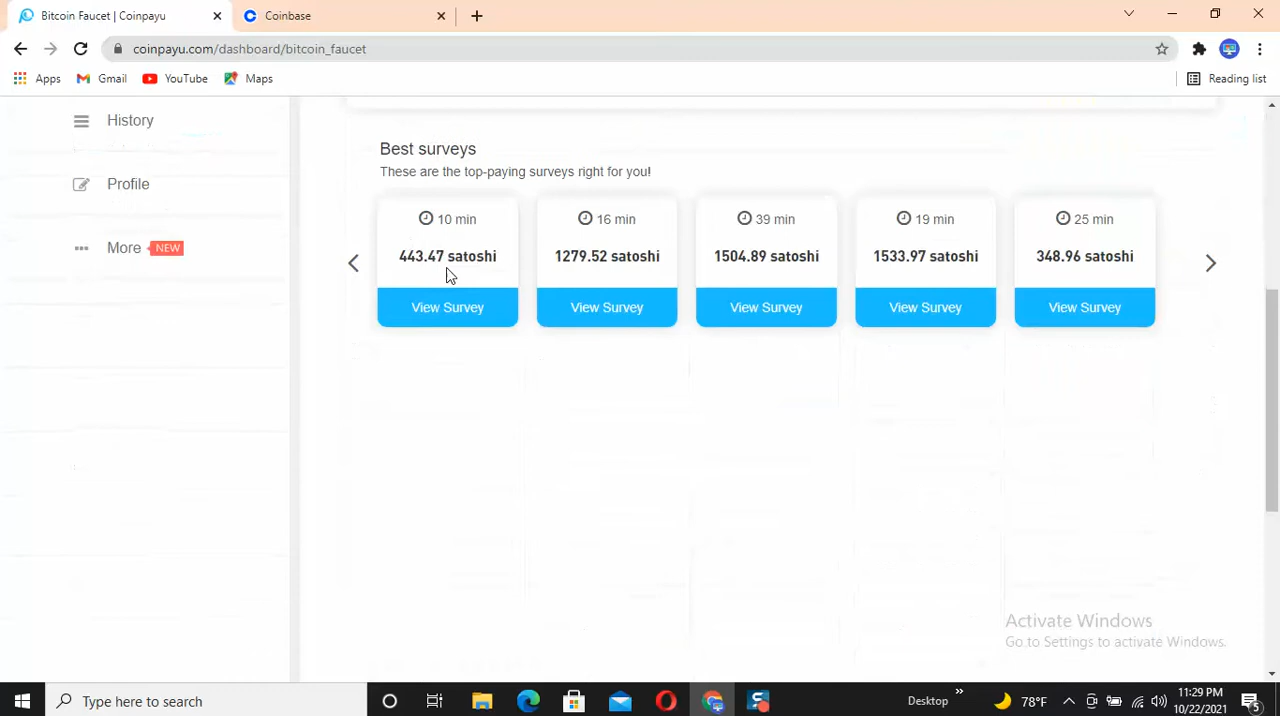 Bitcoin Faucet | Coinpayu
Coinbase
coinpayu.com/dashboard/bitcoin_faucet
Apps
Gmail
YouTube
Maps
Reading list
History
Profile
More NEW
Best surveys
These are the top-paying surveys right for you!
10 min
443.47 satoshi
View Survey
16 min
1279.52 satoshi
View Survey
39 min
1504.89 satoshi
View Survey
19 min
1533.97 satoshi
View Survey
25 min
348.96 satoshi
View Survey
Activate Windows
Go to Settings to activate Windows.
Type here to search
Desktop
78°F
11:29 PM
10/22/2021
5